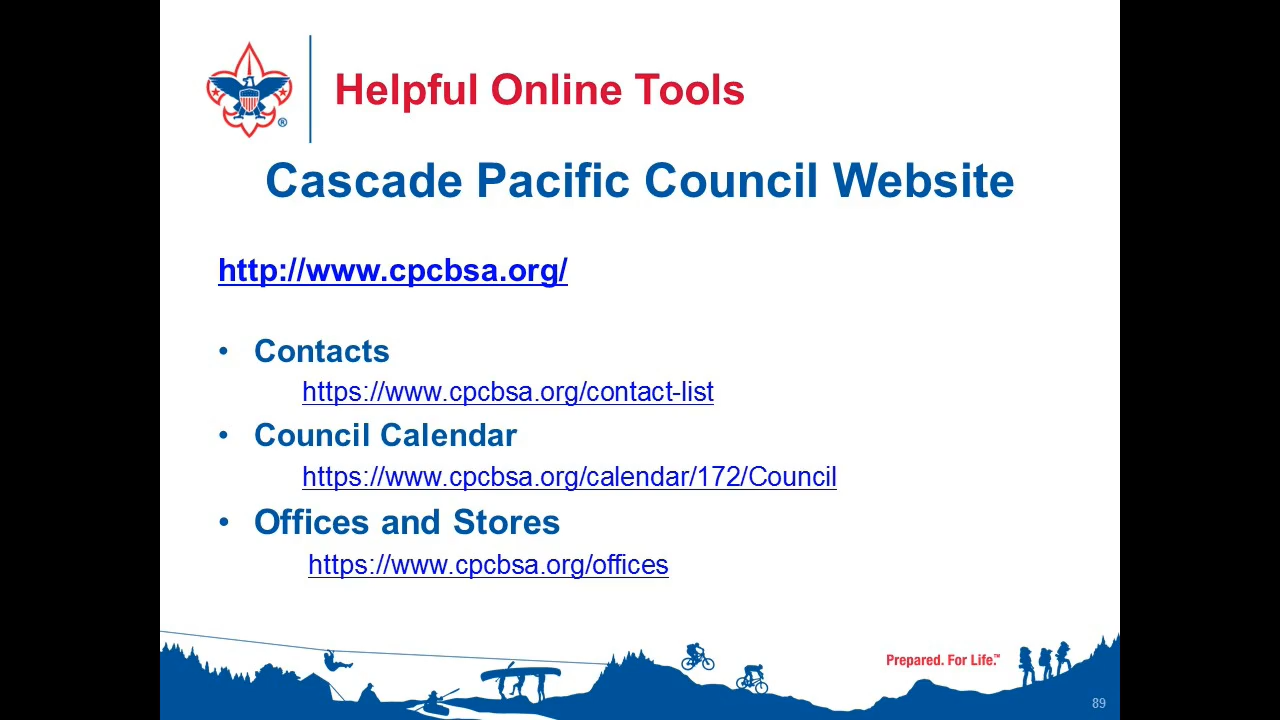 Helpful Online Tools
Cascade Pacific Council Website
http://www.cpcbsa.org/
• Contacts
https://www.cpcbsa.org/contact-list
• Council Calendar
https://www.cpcbsa.org/calendar/172/Council
• Offices and Stores
https://www.cpcbsa.org/offices
Prepared. For Life.™
89
®